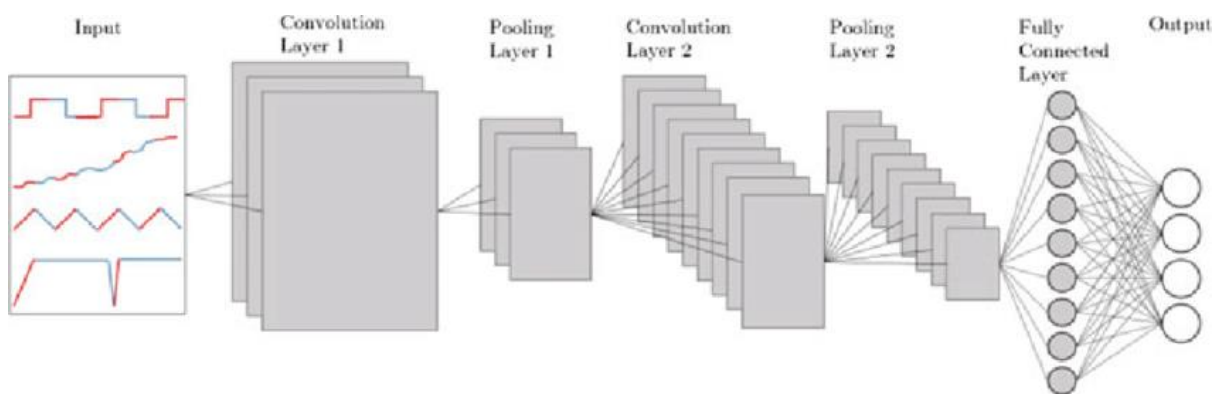 Input
Convolution
Layer 1
Pooling
Layer 1
Convolution
Layer 2
Pooling
Layer 2
Fully
Connected
Layer
Output